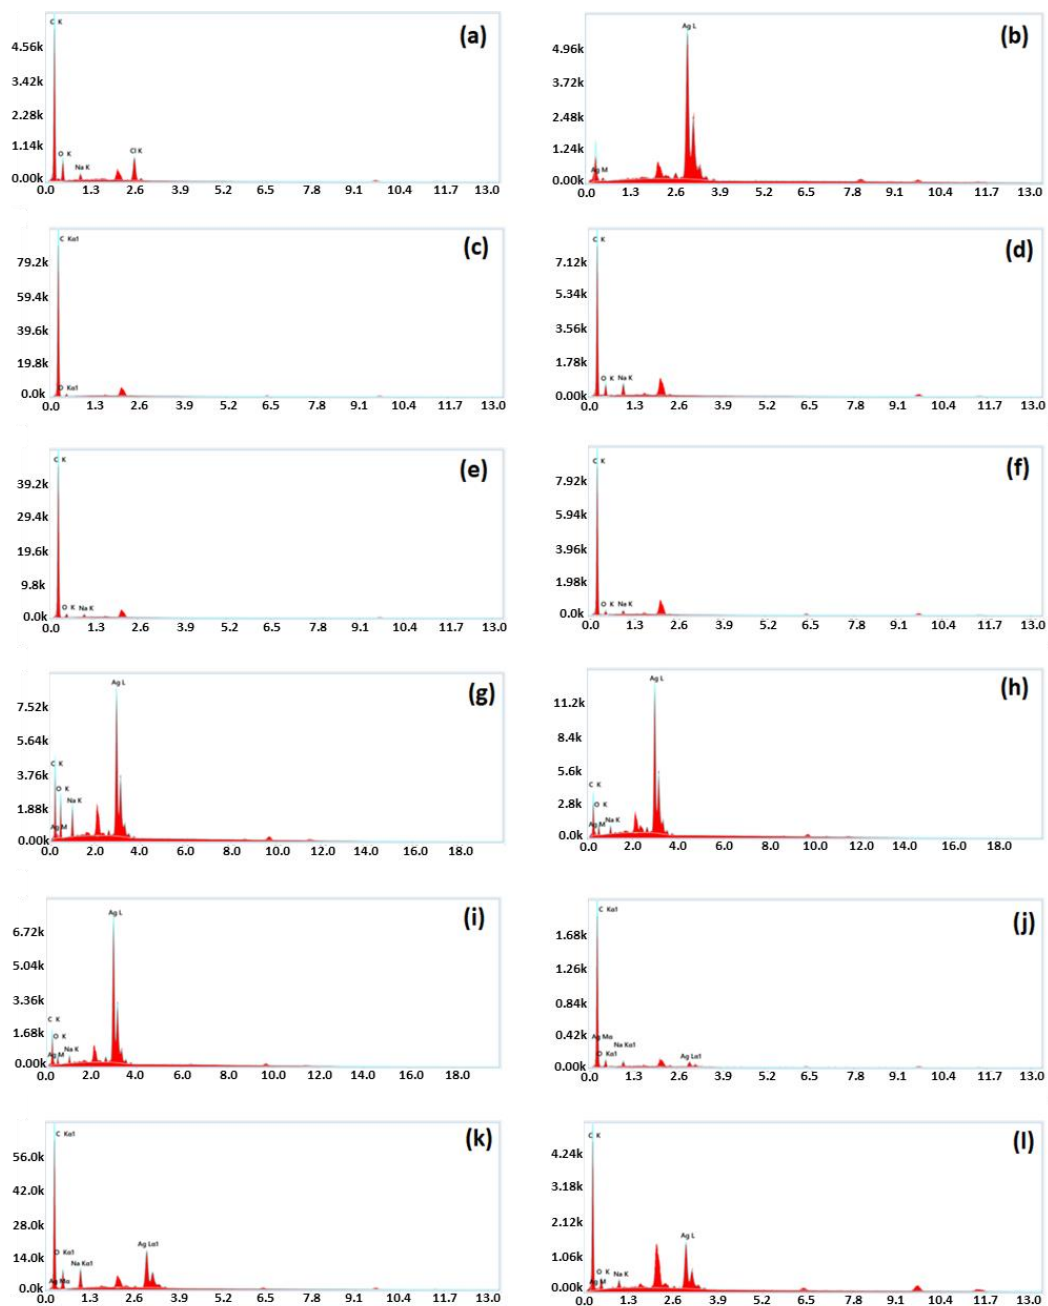 (a)
C K
4.56k
3.42k
2.28k
1.14k
0.00k
O K
Na K
Cl K
0.0 1.3 2.6 3.9 5.2 6.5 7.8 9.1 10.4 11.7 13.0
(b)
Ag L
4.96k
3.72k
2.48k
1.24k
0.00k
Ag M
0.0 1.3 2.6 3.9 5.2 6.5 7.8 9.1 10.4 11.7 13.0
(c)
C Kα1
79.2k
59.4k
39.6k
19.8k
0.0k
O Kα1
0.0 1.3 2.6 3.9 5.2 6.5 7.8 9.1 10.4 11.7 13.0
(d)
C K
7.12k
5.34k
3.56k
1.78k
0.00k
O K Na K
0.0 1.3 2.6 3.9 5.2 6.5 7.8 9.1 10.4 11.7 13.0
(e)
C K
39.2k
29.4k
19.6k
9.8k
0.0k
O K Na K
0.0 1.3 2.6 3.9 5.2 6.5 7.8 9.1 10.4 11.7 13.0
(f)
C K
7.92k
5.94k
3.96k
1.98k
0.00k
O K Na K
0.0 1.3 2.6 3.9 5.2 6.5 7.8 9.1 10.4 11.7 13.0
(g)
Ag L
7.52k
5.64k
3.76k
1.88k
0.00k
C K
O K
Na K
Ag M
0.0 2.0 4.0 6.0 8.0 10.0 12.0 14.0 16.0 18.0
(h)
Ag L
11.2k
8.4k
5.6k
2.8k
0.0k
C K
O K
Na K
Ag M
0.0 2.0 4.0 6.0 8.0 10.0 12.0 14.0 16.0 18.0
(i)
Ag L
6.72k
5.04k
3.36k
1.68k
0.00k
C K
O K
Na K
Ag M
0.0 2.0 4.0 6.0 8.0 10.0 12.0 14.0 16.0 18.0
(j)
C Kα1
1.68k
1.26k
0.84k
0.42k
0.00k
Ag Mα
Na Kα1
O Kα1
Ag Lα1
0.0 1.3 2.6 3.9 5.2 6.5 7.8 9.1 10.4 11.7 13.0
(k)
C Kα1
56.0k
42.0k
28.0k
14.0k
0.00k
O Kα1
Na Kα1
Ag Mα
Ag Lα1
0.0 1.3 2.6 3.9 5.2 6.5 7.8 9.1 10.4 11.7 13.0
(l)
C K
4.24k
3.18k
2.12k
1.06k
0.00k
O K
Na K
Ag M
Ag L
0.0 1.3 2.6 3.9 5.2 6.5 7.8 9.1 10.4 11.7 13.0